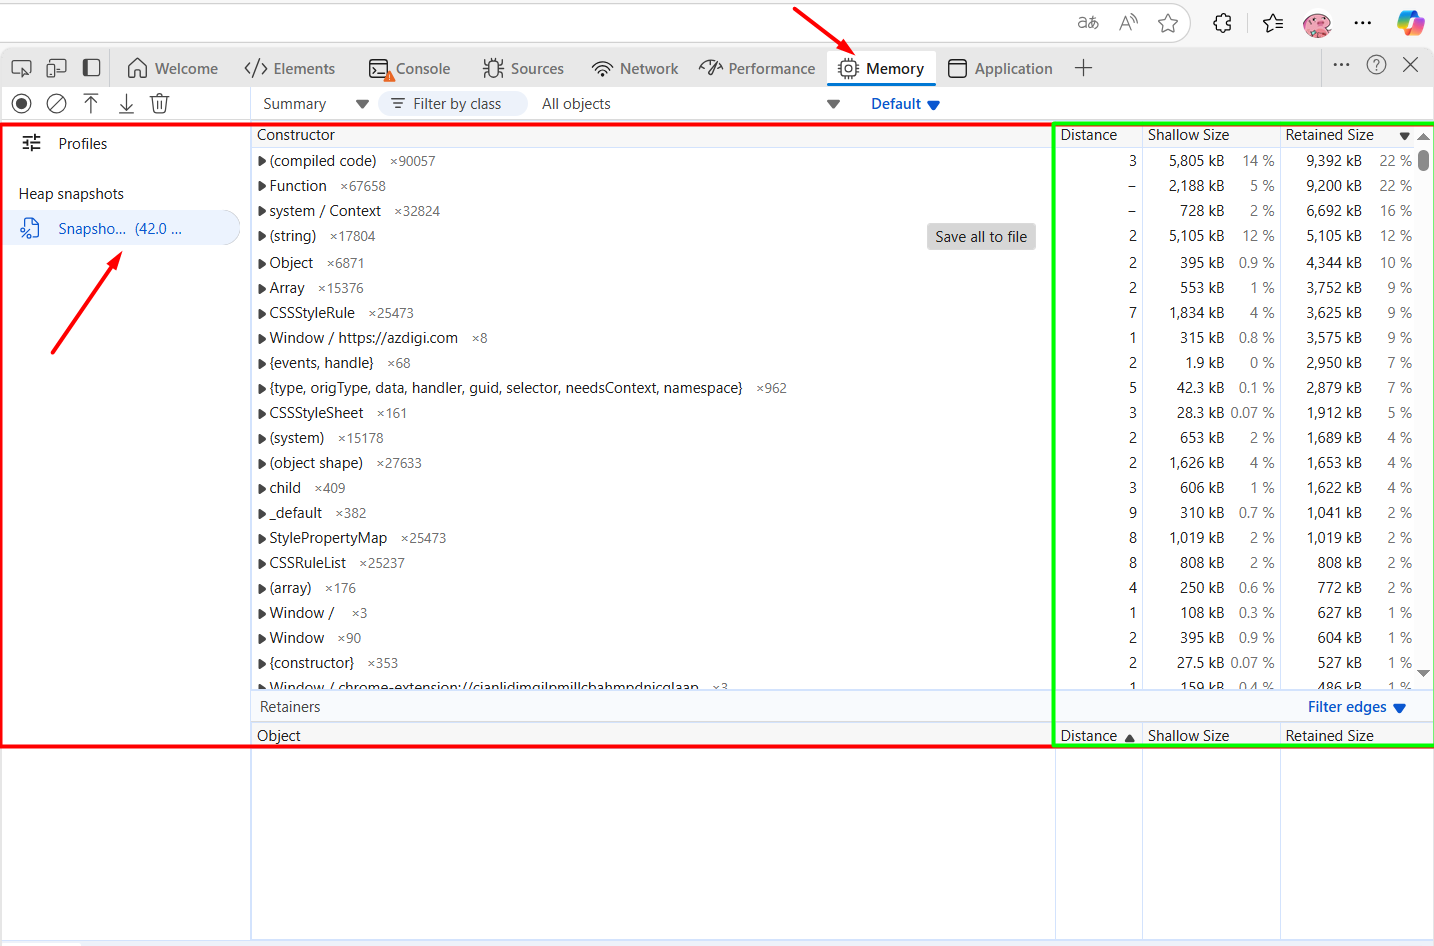 aあ A
Welcome Elements Console Sources Network Performance Memory Application
Summary Filter by class All objects Default
Profiles
Heap snapshots
Snapsho... (42.0 ...
Constructor Distance Shallow Size Retained Size
(compiled code) ×90057 3 5,805 kB 14 % 9,392 kB 22 %
Function ×67658 – 2,188 kB 5 % 9,200 kB 22 %
system / Context ×32824 – 728 kB 2 % 6,692 kB 16 %
(string) ×17804 Save all to file 2 5,105 kB 12 % 5,105 kB 12 %
Object ×6871 2 395 kB 0.9 % 4,344 kB 10 %
Array ×15376 2 553 kB 1 % 3,752 kB 9 %
CSSStyleRule ×25473 7 1,834 kB 4 % 3,625 kB 9 %
Window / https://azdigi.com ×8 1 315 kB 0.8 % 3,575 kB 9 %
{events, handle} ×68 2 1.9 kB 0 % 2,950 kB 7 %
{type, origType, data, handler, guid, selector, needsContext, namespace} ×962 5 42.3 kB 0.1 % 2,879 kB 7 %
CSSStyleSheet ×161 3 28.3 kB 0.07 % 1,912 kB 5 %
(system) ×15178 2 653 kB 2 % 1,689 kB 4 %
(object shape) ×27633 2 1,626 kB 4 % 1,653 kB 4 %
child ×409 3 606 kB 1 % 1,622 kB 4 %
_default ×382 9 310 kB 0.7 % 1,041 kB 2 %
StylePropertyMap ×25473 8 1,019 kB 2 % 1,019 kB 2 %
CSSRuleList ×25237 8 808 kB 2 % 808 kB 2 %
(array) ×176 4 250 kB 0.6 % 772 kB 2 %
Window / ×3 1 108 kB 0.3 % 627 kB 1 %
Window ×90 2 395 kB 0.9 % 604 kB 1 %
{constructor} ×353 2 27.5 kB 0.07 % 527 kB 1 %
Window / ×3 1 159 kB 0.4 % 486 kB 1 %
Retainers Filter edges
Object Distance Shallow Size Retained Size